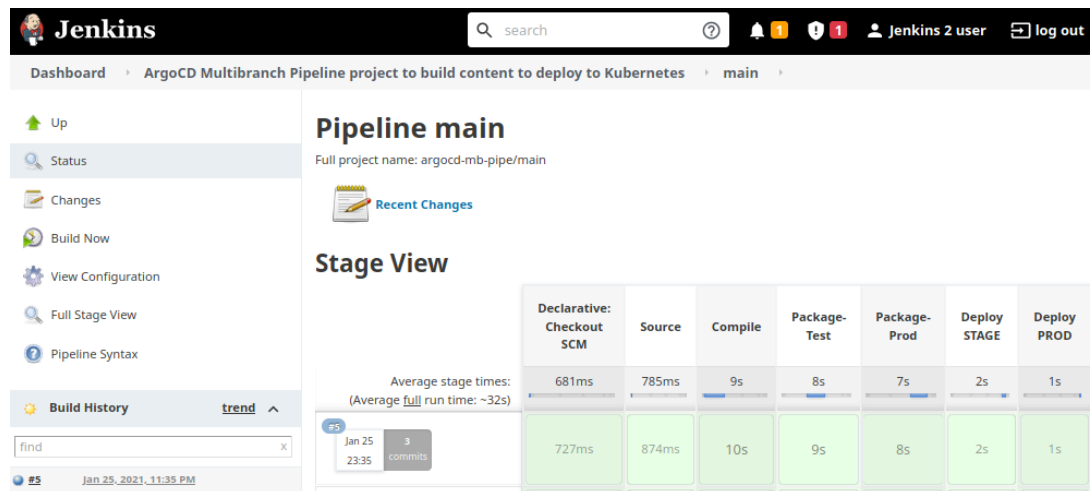 Jenkins
search
1
1
Jenkins 2 user
log out
Dashboard
ArgoCD Multibranch Pipeline project to build content to deploy to Kubernetes
main
Up
Status
Changes
Build Now
View Configuration
Full Stage View
Pipeline Syntax
Build History
trend
find
x
#5
Jan 25, 2021, 11:35 PM
Pipeline main
Full project name: argocd-mb-pipe/main
Recent Changes
Stage View
Declarative:
Checkout
SCM
Source
Compile
Package-
Test
Package-
Prod
Deploy
STAGE
Deploy
PROD
Average stage times:
(Average full run time: ~32s)
681ms
785ms
9s
8s
7s
2s
1s
#5
Jan 25
23:35
3
commits
727ms
874ms
10s
9s
8s
2s
1s